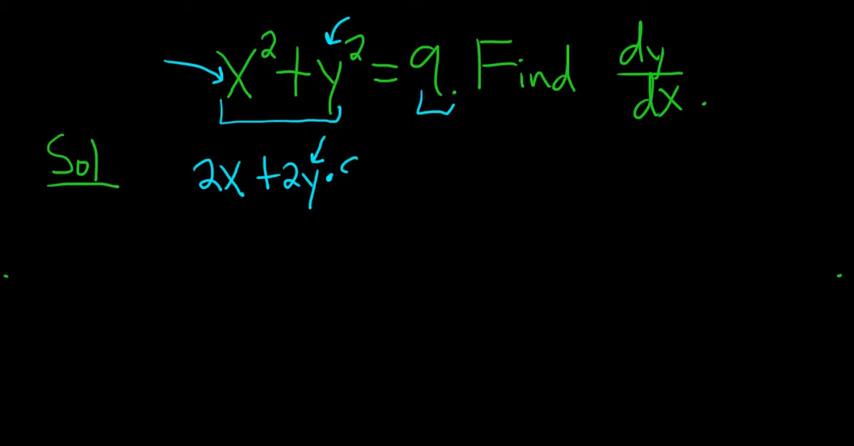 x² + y² = 9. Find dy/dx.
Sol 2x + 2y ·